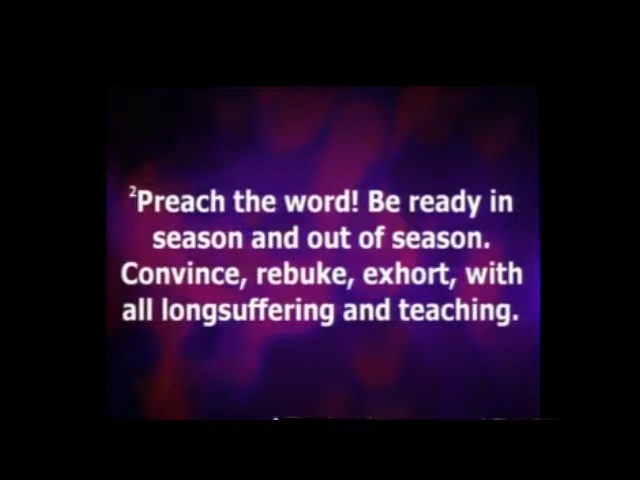 ²Preach the word! Be ready in
season and out of season.
Convince, rebuke, exhort, with
all longsuffering and teaching.